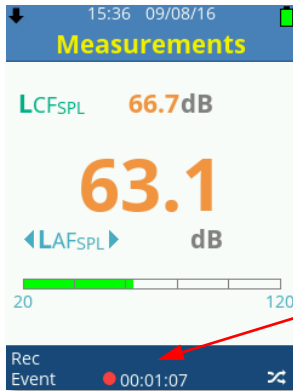 15:36 09/08/16
Measurements
LCFSPL 66.7dB
63.1
LAFSPL dB
20 120
Rec
Event 00:01:07